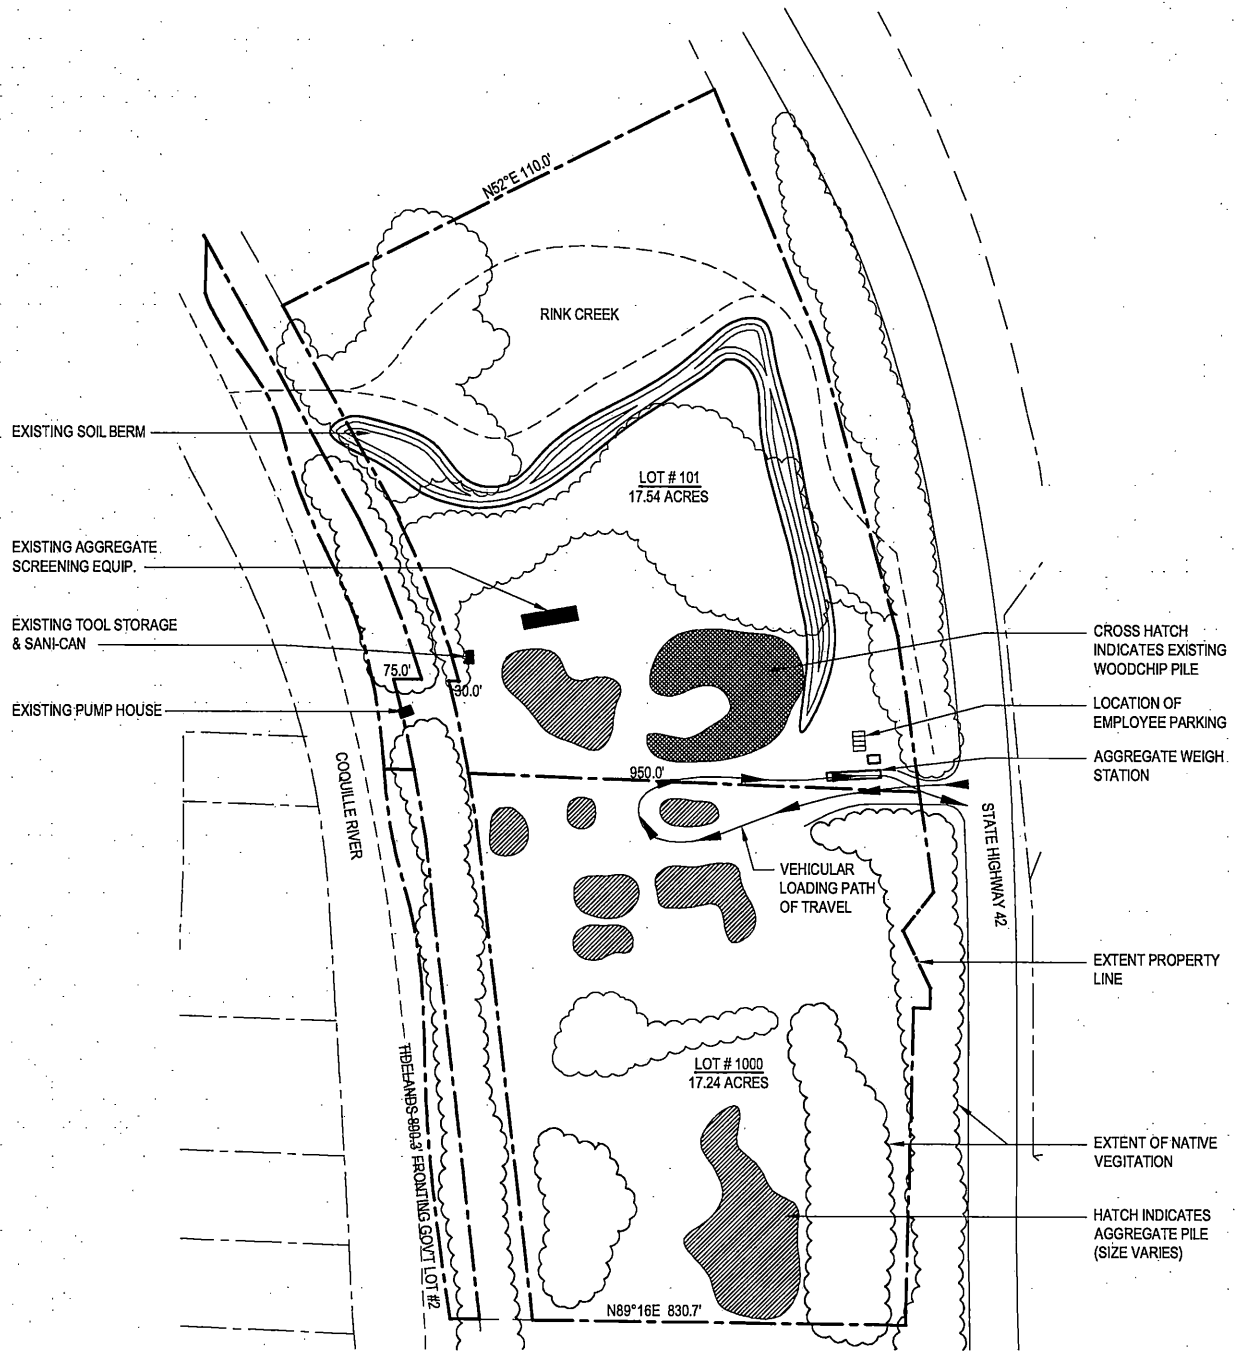 N52°E 110.0'
RINK CREEK
EXISTING SOIL BERM
LOT # 101
17.54 ACRES
EXISTING AGGREGATE
SCREENING EQUIP.
EXISTING TOOL STORAGE
& SANI-CAN
75.0'
30.0'
EXISTING PUMP HOUSE
CROSS HATCH
INDICATES EXISTING
WOODCHIP PILE
LOCATION OF
EMPLOYEE PARKING
AGGREGATE WEIGH
STATION
950.0'
COQUILLE RIVER
STATE HIGHWAY 42
VEHICULAR
LOADING PATH
OF TRAVEL
EXTENT PROPERTY
LINE
LOT # 1000
17.24 ACRES
TIDELANDS 890.3' FRONTING GOV'T LOT #2
EXTENT OF NATIVE
VEGITATION
HATCH INDICATES
AGGREGATE PILE
(SIZE VARIES)
N89°16E 830.7'